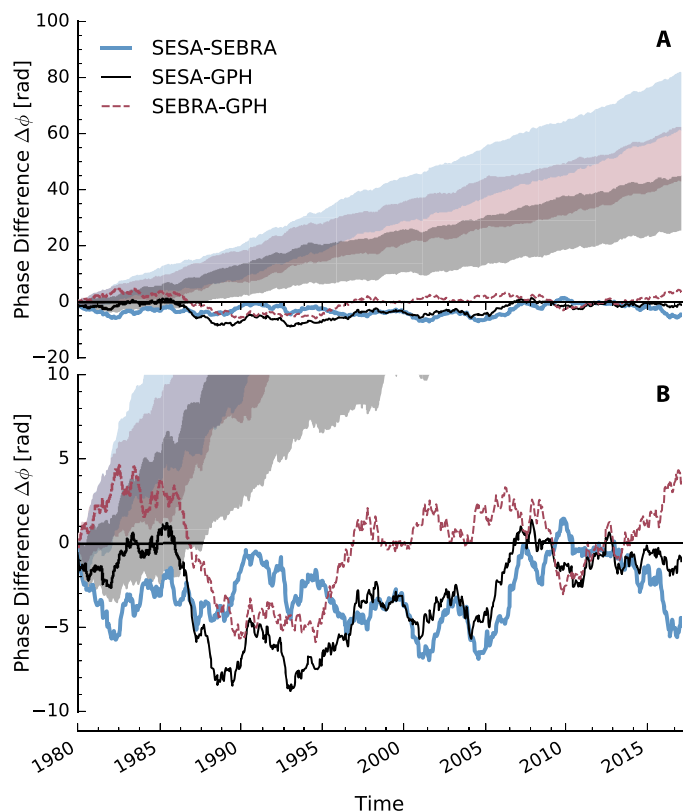 100
80
60
40
20
0
−20
Phase Difference Δϕ [rad]
SESA-SEBRA
SESA-GPH
SEBRA-GPH
A
10
5
0
−5
−10
Phase Difference Δϕ [rad]
B
1980
1985
1990
1995
2000
2005
2010
2015
Time